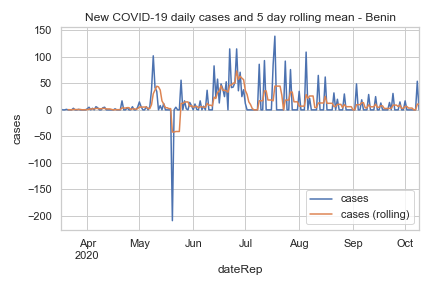 New COVID-19 daily cases and 5 day rolling mean - Benin
150
100
50
0
−50
−100
−150
−200
cases
Apr
2020
May
Jun
Jul
Aug
Sep
Oct
dateRep
cases
cases (rolling)